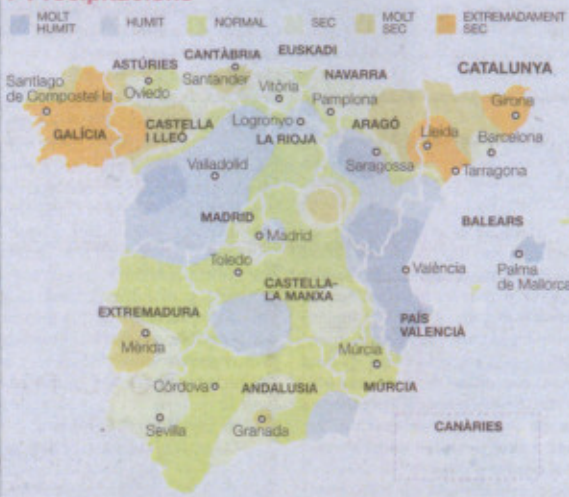 MOLT HUMIT
HUMIT
NORMAL
SEC
MOLT SEC
EXTREMADAMENT SEC
ASTÚRIES
CANTÀBRIA
EUSKADI
NAVARRA
CATALUNYA
Santiago
de Compostel·la
Oviedo
Santander
Vitòria
Pamplona
Girona
GALÍCIA
CASTELLA
I LLEÓ
Logronyo
LA RIOJA
ARAGÓ
Lleida
Barcelona
Valladolid
Saragossa
Tarragona
MADRID
Madrid
BALEARS
Toledo
València
Palma
de Mallorca
CASTELLA-
LA MANXA
EXTREMADURA
PAÍS
VALENCIÀ
Mèrida
Múrcia
Córdova
ANDALUSIA
MÚRCIA
Sevilla
Granada
CANÀRIES